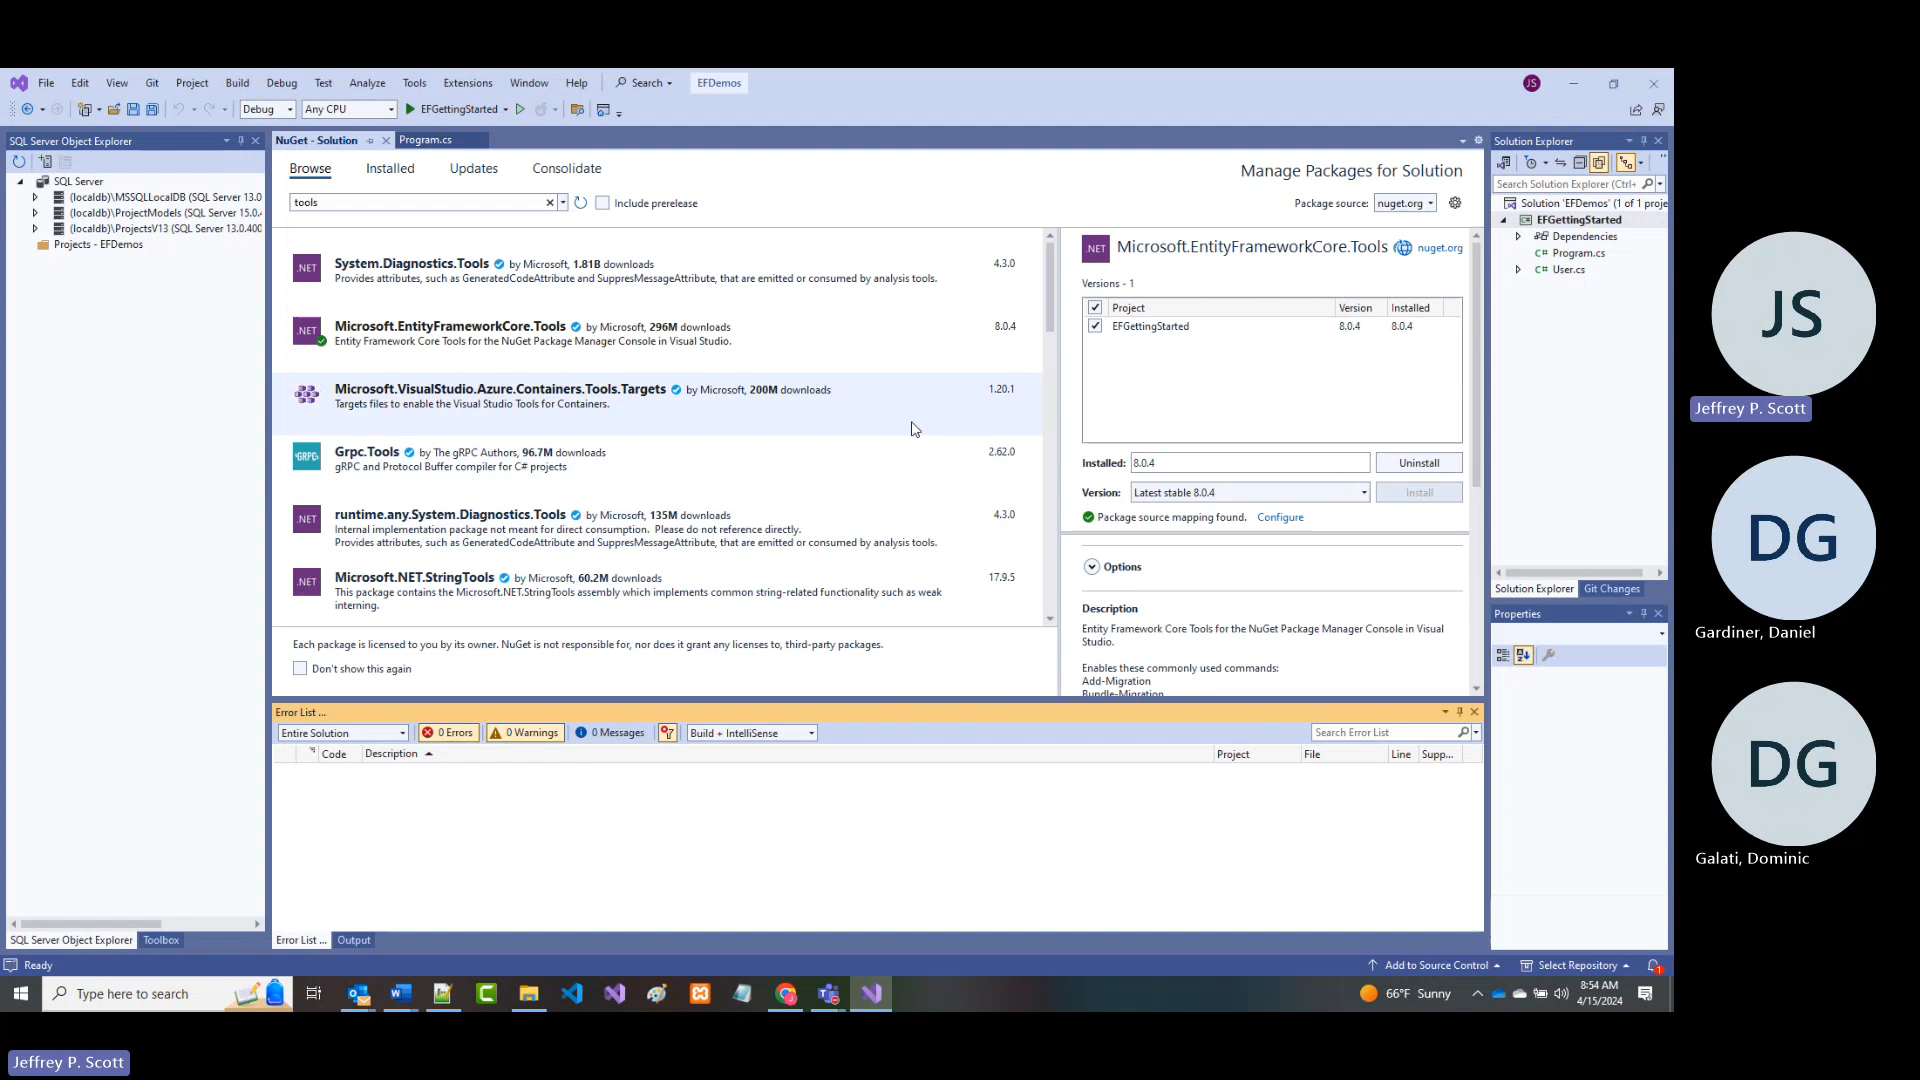 File Edit View Git Project Build Debug Test Analyze Tools Extensions Window Help Search EFDemos JS
Debug Any CPU EFGettingStarted
SQL Server Object Explorer
SQL Server
(localdb)\MSSQLLocalDB (SQL Server 13.0
(localdb)\ProjectModels (SQL Server 15.0.
(localdb)\ProjectsV13 (SQL Server 13.0.400
Projects - EFDemos
SQL Server Object Explorer Toolbox
NuGet - Solution Program.cs
Browse Installed Updates Consolidate
Manage Packages for Solution
tools
Include prerelease
Package source: nuget.org
.NET
System.Diagnostics.Tools by Microsoft, 1.81B downloads 4.3.0
Provides attributes, such as GeneratedCodeAttribute and SuppresMessageAttribute, that are emitted or consumed by analysis tools.
.NET
Microsoft.EntityFrameworkCore.Tools by Microsoft, 296M downloads 8.0.4
Entity Framework Core Tools for the NuGet Package Manager Console in Visual Studio.
Microsoft.VisualStudio.Azure.Containers.Tools.Targets by Microsoft, 200M downloads 1.20.1
Targets files to enable the Visual Studio Tools for Containers.
GRPC
Grpc.Tools by The gRPC Authors, 96.7M downloads 2.62.0
gRPC and Protocol Buffer compiler for C# projects
.NET
runtime.any.System.Diagnostics.Tools by Microsoft, 135M downloads 4.3.0
Internal implementation package not meant for direct consumption. Please do not reference directly.
Provides attributes, such as GeneratedCodeAttribute and SuppresMessageAttribute, that are emitted or consumed by analysis tools.
.NET
Microsoft.NET.StringTools by Microsoft, 60.2M downloads 17.9.5
This package contains the Microsoft.NET.StringTools assembly which implements common string-related functionality such as weak
interning.
Each package is licensed to you by its owner. NuGet is not responsible for, nor does it grant any licenses to, third-party packages.
Don't show this again
.NET
Microsoft.EntityFrameworkCore.Tools nuget.org
Versions - 1
Project Version Installed
EFGettingStarted 8.0.4 8.0.4
Installed: 8.0.4 Uninstall
Version: Latest stable 8.0.4 Install
Package source mapping found. Configure
Options
Description
Entity Framework Core Tools for the NuGet Package Manager Console in Visual
Studio.
Enables these commonly used commands:
Add-Migration
Bundle-Migration
Solution Explorer
Search Solution Explorer (Ctrl+
Solution 'EFDemos' (1 of 1 proje
EFGettingStarted
Dependencies
C# Program.cs
C# User.cs
Solution Explorer Git Changes
Properties
Error List ...
Entire Solution 0 Errors 0 Warnings 0 Messages Build + IntelliSense Search Error List
Code Description Project File Line Supp...
Error List ... Output
Ready Add to Source Control Select Repository 1
Type here to search
66°F Sunny
8:54 AM
4/15/2024
JS
Jeffrey P. Scott
DG
Gardiner, Daniel
DG
Galati, Dominic
Jeffrey P. Scott